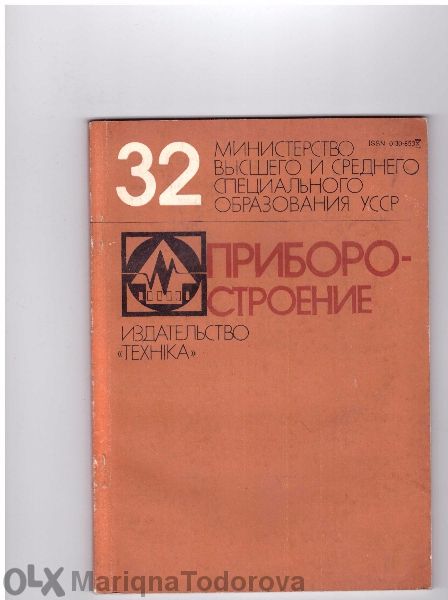 32
МИНИСТЕРСТВО
ВЫСШЕГО И СРЕДНЕГО
СПЕЦИАЛЬНОГО
ОБРАЗОВАНИЯ УССР
ПРИБОРО-
СТРОЕНИЕ
ИЗДАТЕЛЬСТВО
«ТЕХНІКА»
OLX MariqnaTodorova